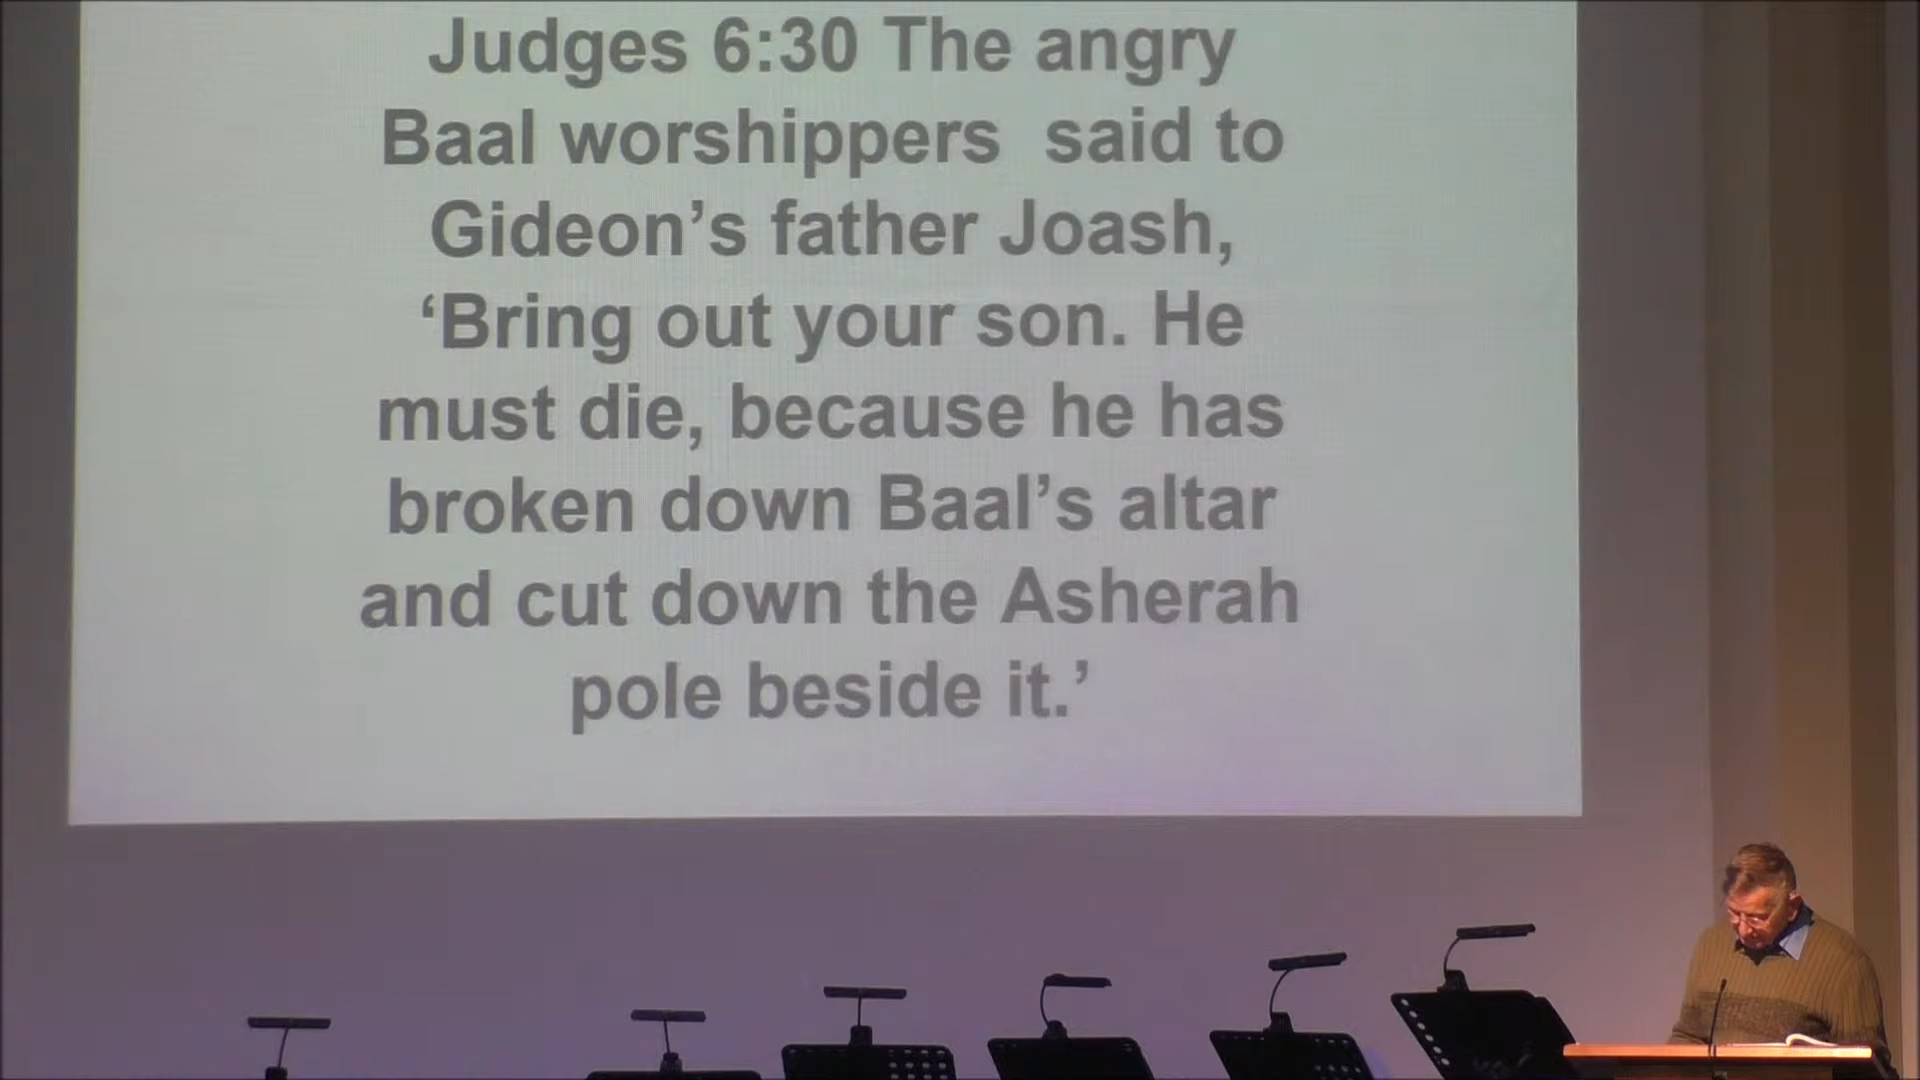 Judges 6:30 The angry
Baal worshippers  said to
Gideon’s father Joash,
‘Bring out your son. He
must die, because he has
broken down Baal’s altar
and cut down the Asherah
pole beside it.’